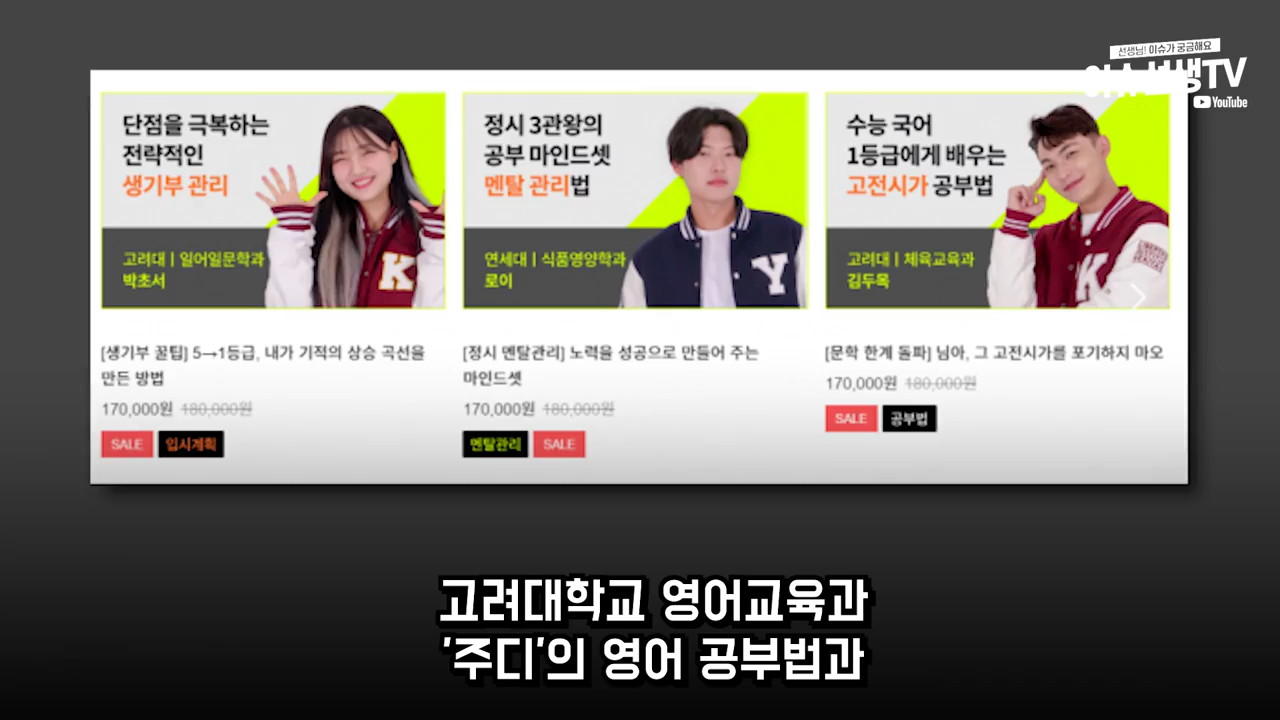 선생님! 이슈가 궁금해요
이슈선생TV
YouTube
단점을 극복하는
전략적인
생기부 관리
고려대 | 일어일문학과
박초서
K
[생기부 꿀팁] 5→1등급, 내가 기적의 상승 곡선을
만든 방법
170,000원 180,000원
SALE 입시계획
정시 3관왕의
공부 마인드셋
멘탈 관리법
연세대 | 식품영양학과
로이
Y
[정시 멘탈관리] 노력을 성공으로 만들어 주는
마인드셋
170,000원 180,000원
멘탈관리 SALE
수능 국어
1등급에게 배우는
고전시가 공부법
고려대 | 체육교육과
김두목
K
[문학 한계 돌파] 님아, 그 고전시가를 포기하지 마오
170,000원 180,000원
SALE 공부법
고려대학교 영어교육과
'주디'의 영어 공부법과